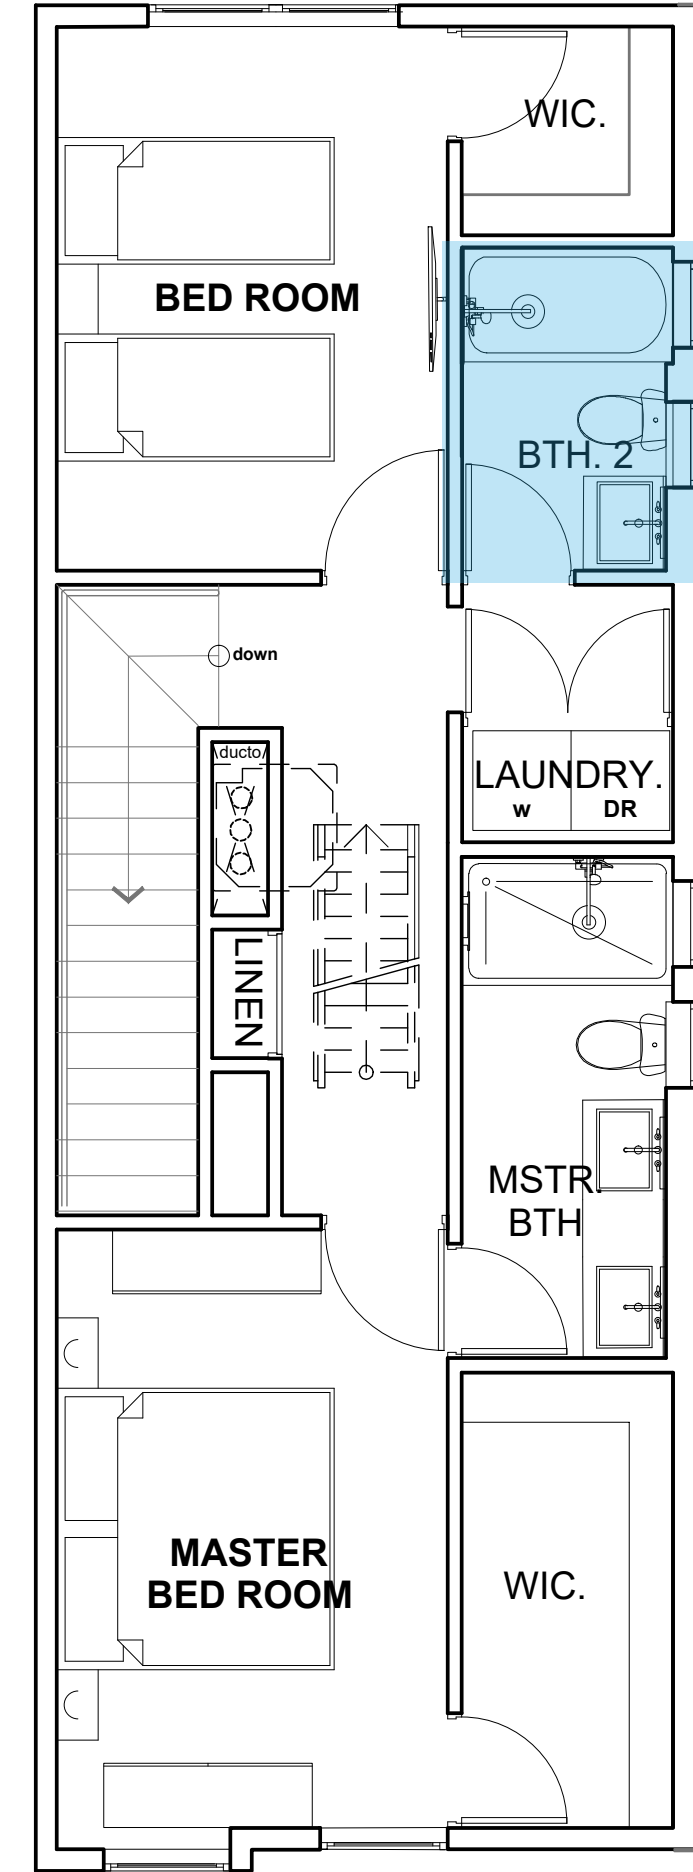 WIC.
BED ROOM
BTH. 2
down
ducto
LAUNDRY.
w DR
LINEN
MSTR.
BTH
MASTER
BED ROOM
WIC.